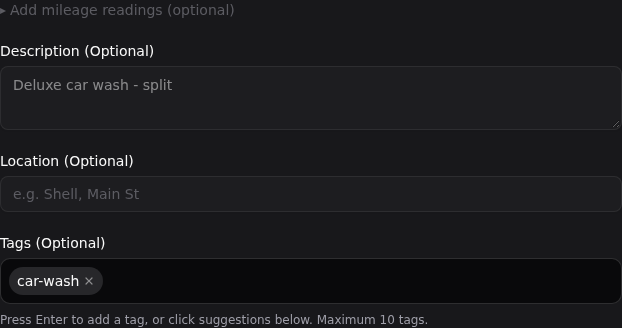 ▸ Add mileage readings (optional)
Description (Optional)
Deluxe car wash - split
Location (Optional)
e.g. Shell, Main St
Tags (Optional)
car-wash ×
Press Enter to add a tag, or click suggestions below. Maximum 10 tags.